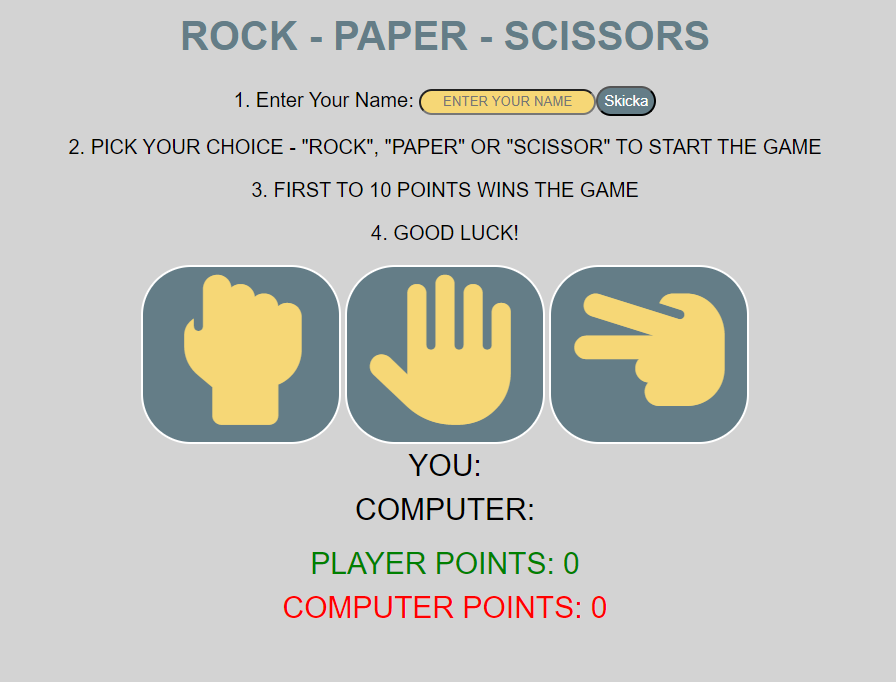 ROCK - PAPER - SCISSORS
1. Enter Your Name: ENTER YOUR NAME Skicka
2. PICK YOUR CHOICE - "ROCK", "PAPER" OR "SCISSOR" TO START THE GAME
3. FIRST TO 10 POINTS WINS THE GAME
4. GOOD LUCK!
YOU:
COMPUTER:
PLAYER POINTS: 0
COMPUTER POINTS: 0